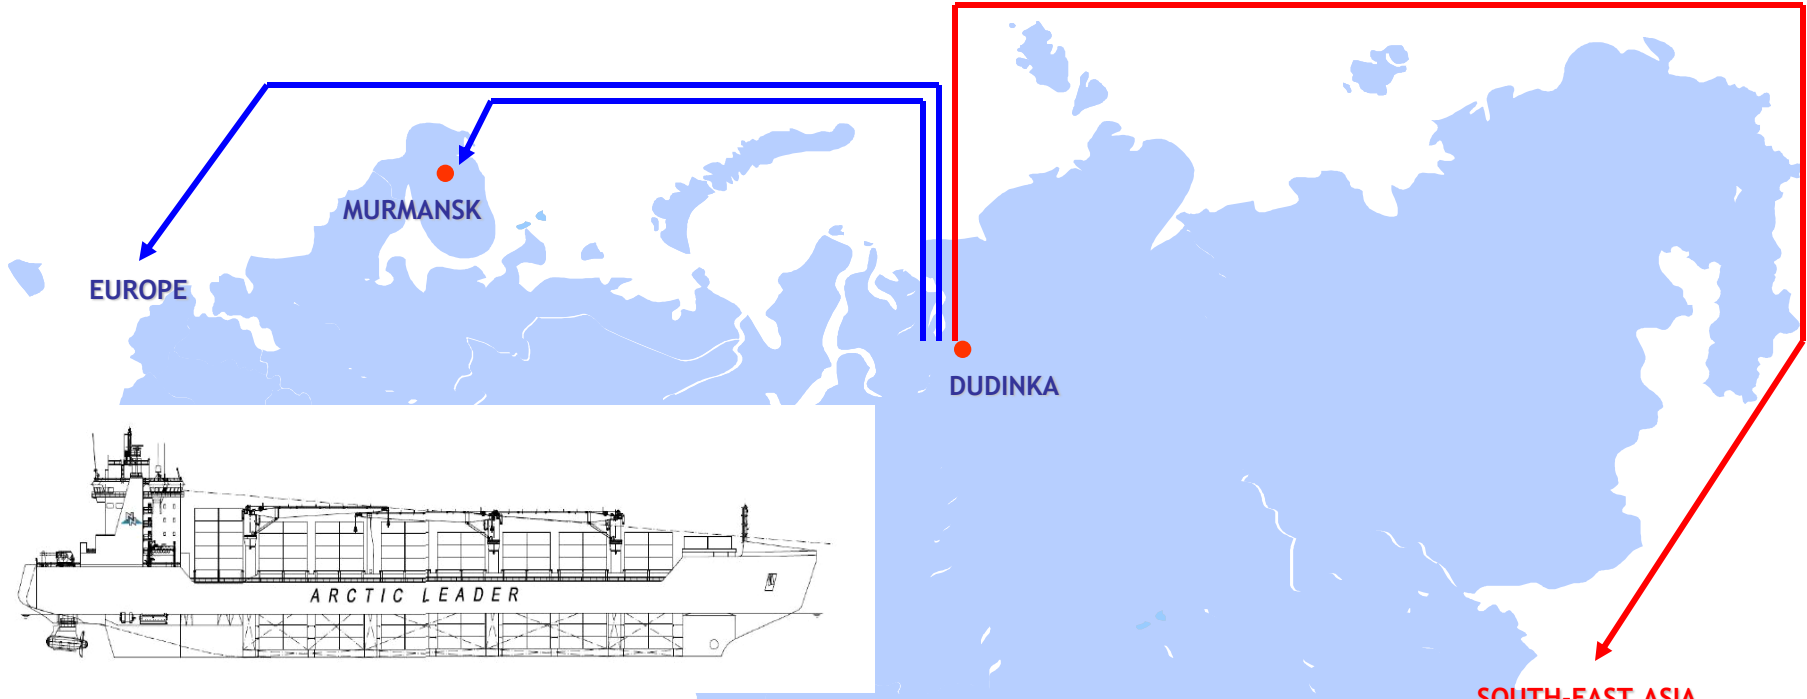 MURMANSK
EUROPE
DUDINKA
ARCTIC LEADER
SOUTH-EAST ASIA